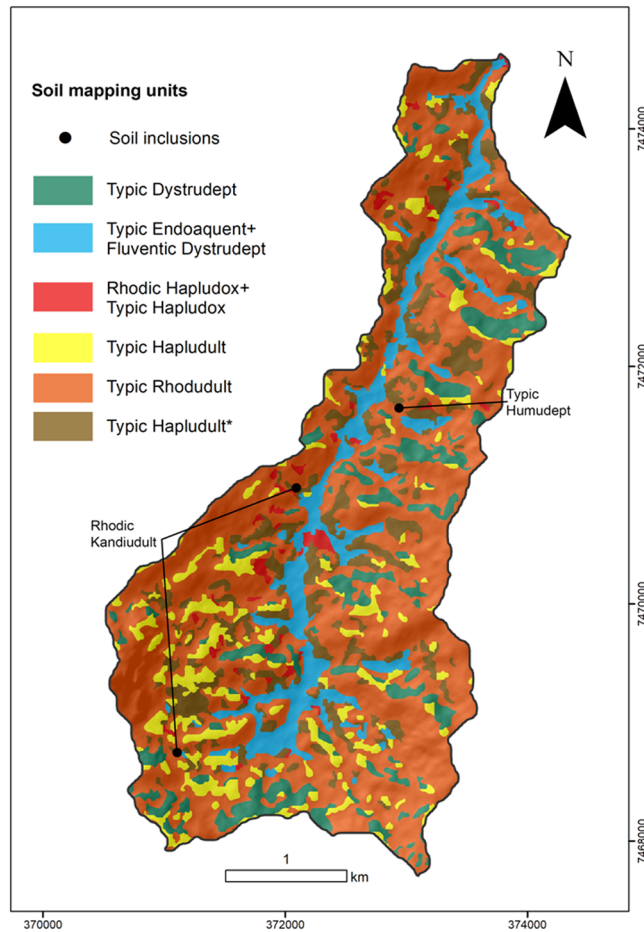 N
Soil mapping units
Soil inclusions
Typic Dystrudept
Typic Endoaquent+
Fluventic Dystrudept
Rhodic Hapludox+
Typic Hapludox
Typic Hapludult
Typic Rhodudult
Typic Hapludult*
Typic
Humudept
Rhodic
Kandiudult
1
km
7474000
7472000
7470000
7468000
370000
372000
374000